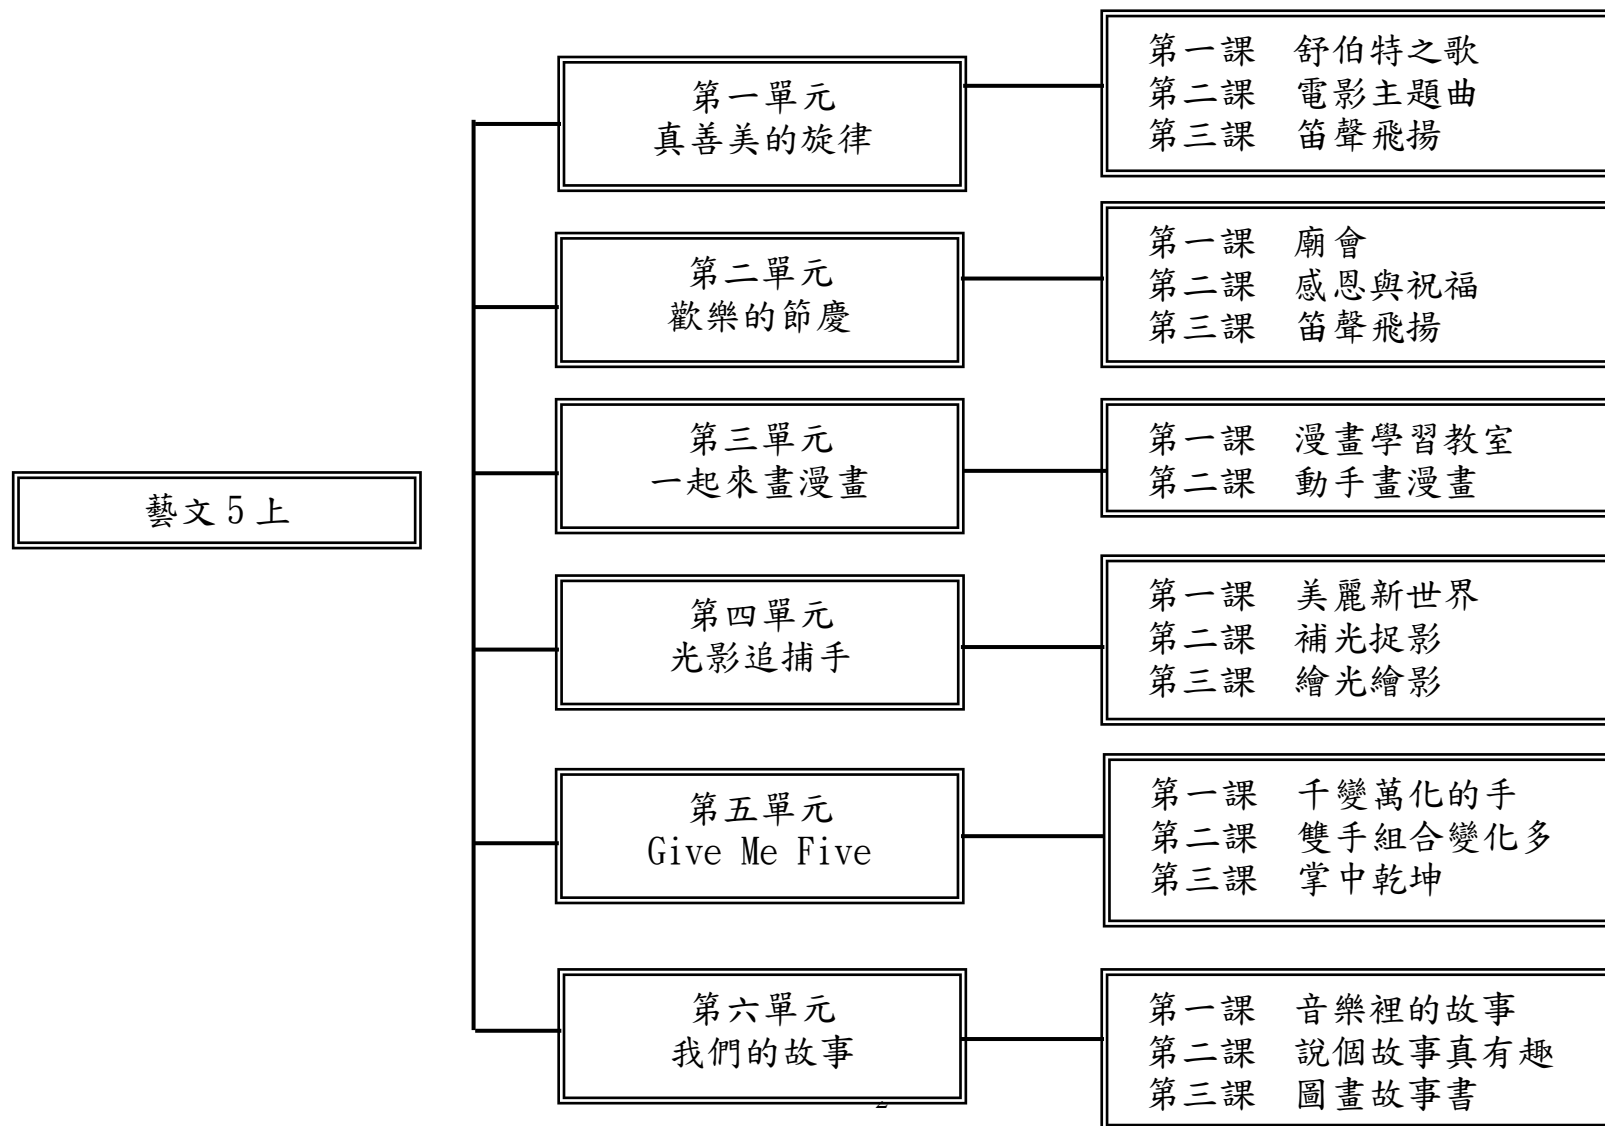 藝文5上
第一單元
真善美的旋律
第一課 舒伯特之歌
第二課 電影主題曲
第三課 笛聲飛揚
第二單元
歡樂的節慶
第一課 廟會
第二課 感恩與祝福
第三課 笛聲飛揚
第三單元
一起來畫漫畫
第一課 漫畫學習教室
第二課 動手畫漫畫
第四單元
光影追捕手
第一課 美麗新世界
第二課 補光捉影
第三課 繪光繪影
第五單元
Give Me Five
第一課 千變萬化的手
第二課 雙手組合變化多
第三課 掌中乾坤
第六單元
我們的故事
第一課 音樂裡的故事
第二課 說個故事真有趣
第三課 圖畫故事書